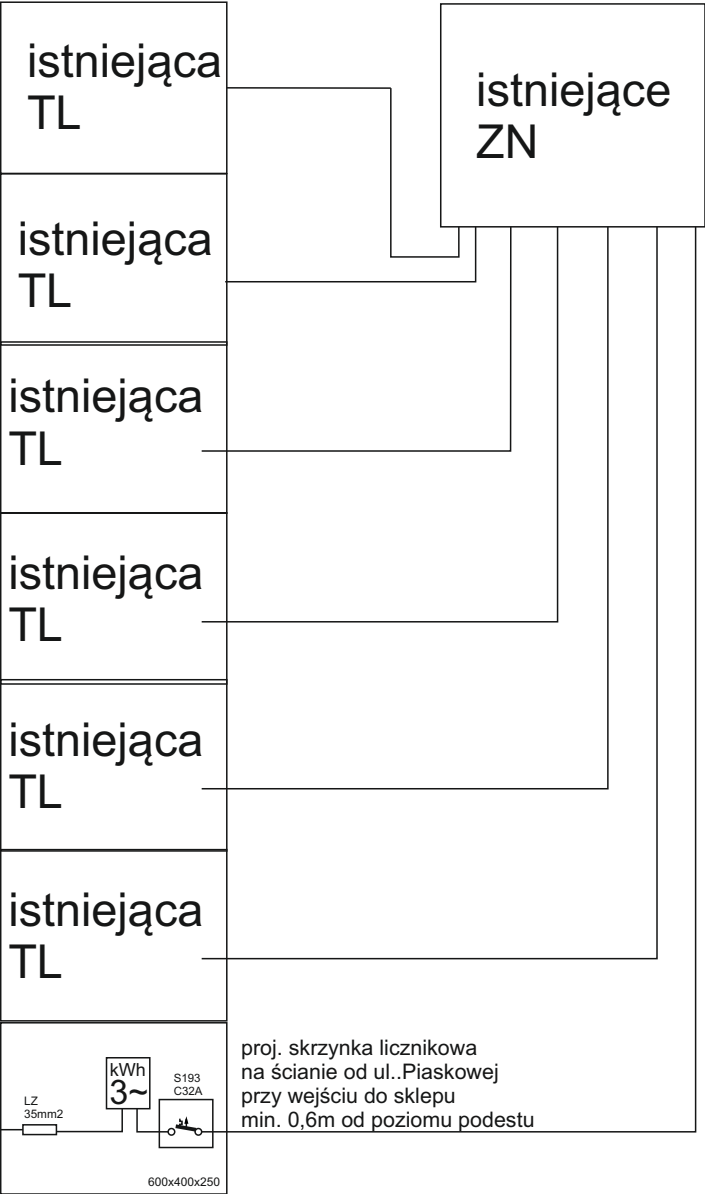 istniejąca
TL
istniejące
ZN
istniejąca
TL
istniejąca
TL
istniejąca
TL
istniejąca
TL
istniejąca
TL
proj. skrzynka licznikowa
na ścianie od ul..Piaskowej
przy wejściu do sklepu
min. 0,6m od poziomu podestu
kWh
3~
S193
C32A
LZ
35mm2
600x400x250